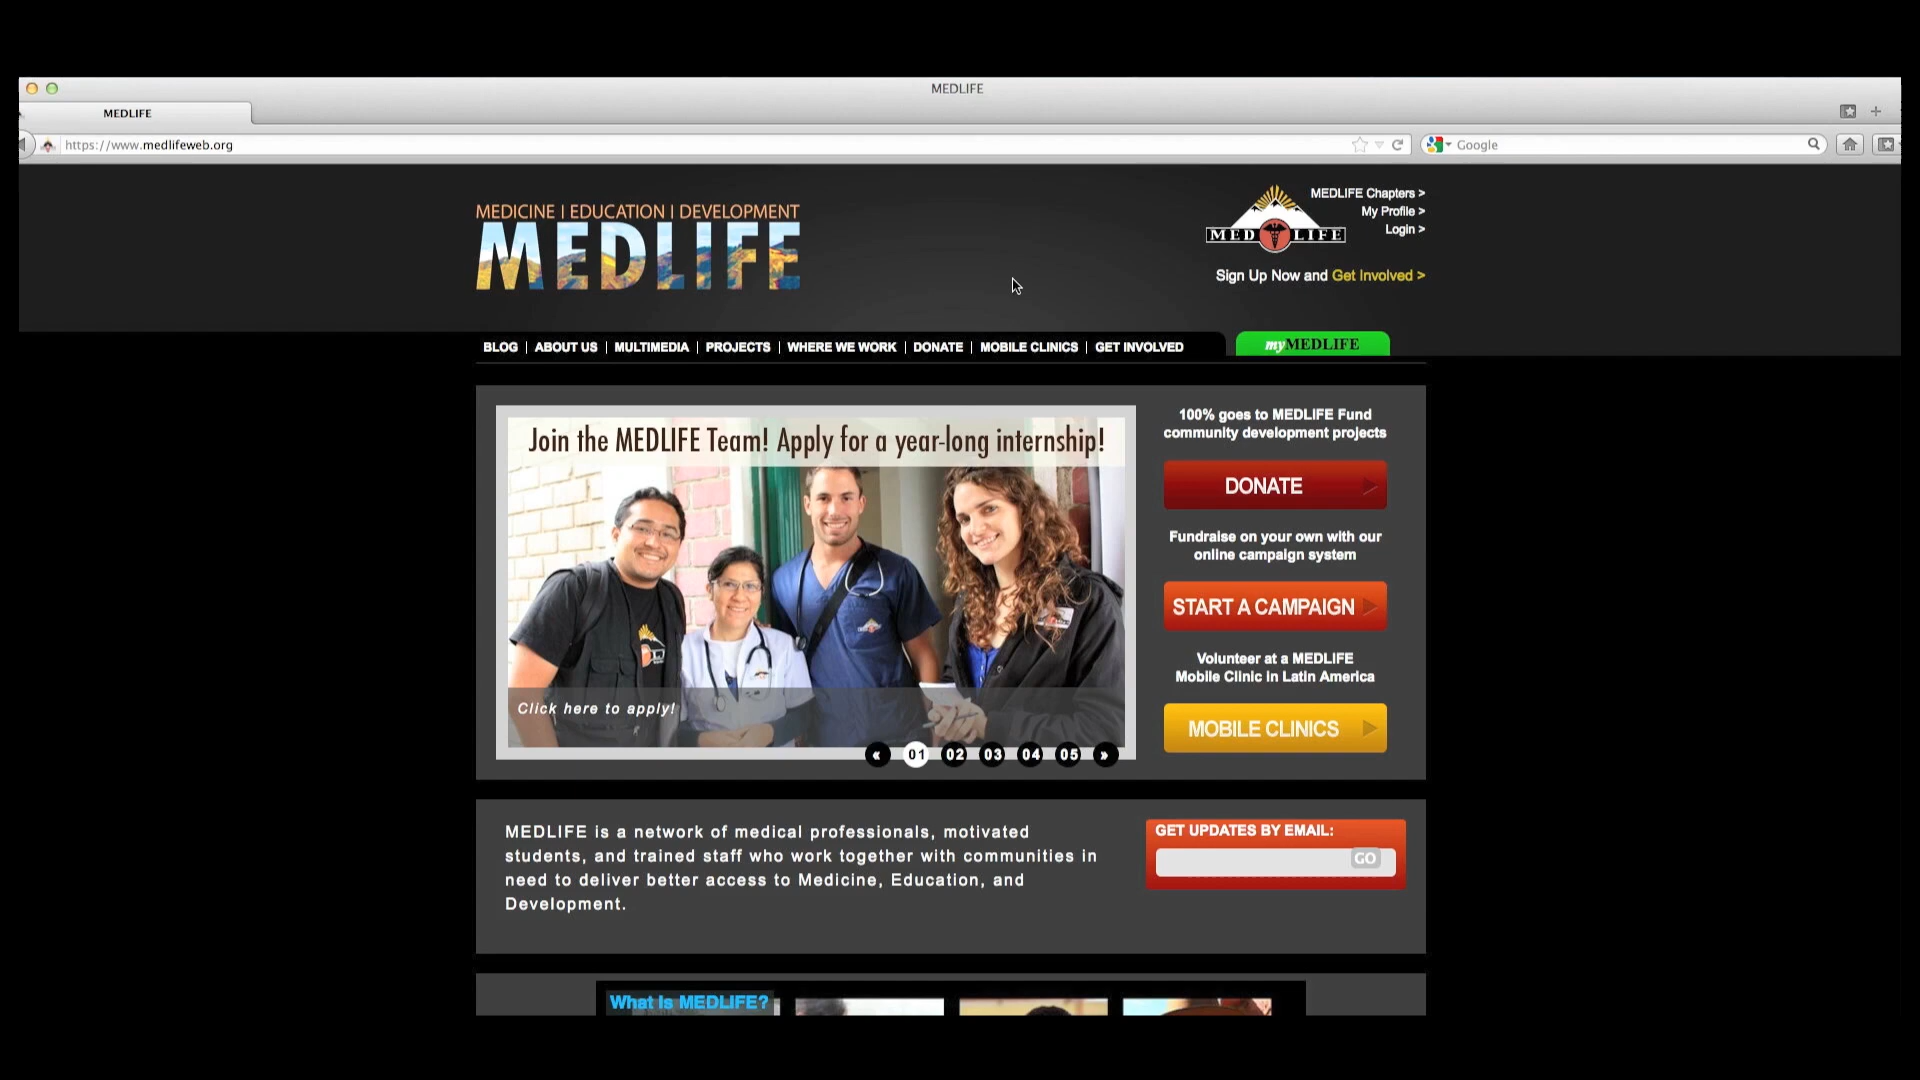 MEDLIFE
MEDLIFE
https://www.medlifeweb.org
Google
MEDICINE | EDUCATION | DEVELOPMENT
MEDLIFE
MED LIFE
MEDLIFE Chapters >
My Profile >
Login >
Sign Up Now and Get Involved >
BLOG | ABOUT US | MULTIMEDIA | PROJECTS | WHERE WE WORK | DONATE | MOBILE CLINICS | GET INVOLVED
myMEDLIFE
Join the MEDLIFE Team! Apply for a year-long internship!
Click here to apply!
« 01 02 03 04 05 »
100% goes to MEDLIFE Fund
community development projects
DONATE
Fundraise on your own with our
online campaign system
START A CAMPAIGN
Volunteer at a MEDLIFE
Mobile Clinic in Latin America
MOBILE CLINICS
MEDLIFE is a network of medical professionals, motivated
students, and trained staff who work together with communities in
need to deliver better access to Medicine, Education, and
Development.
GET UPDATES BY EMAIL:
GO
What Is MEDLIFE?